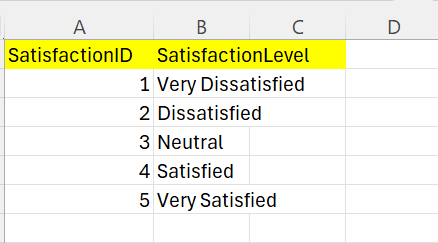 A B C D
SatisfactionID SatisfactionLevel
1 Very Dissatisfied
2 Dissatisfied
3 Neutral
4 Satisfied
5 Very Satisfied